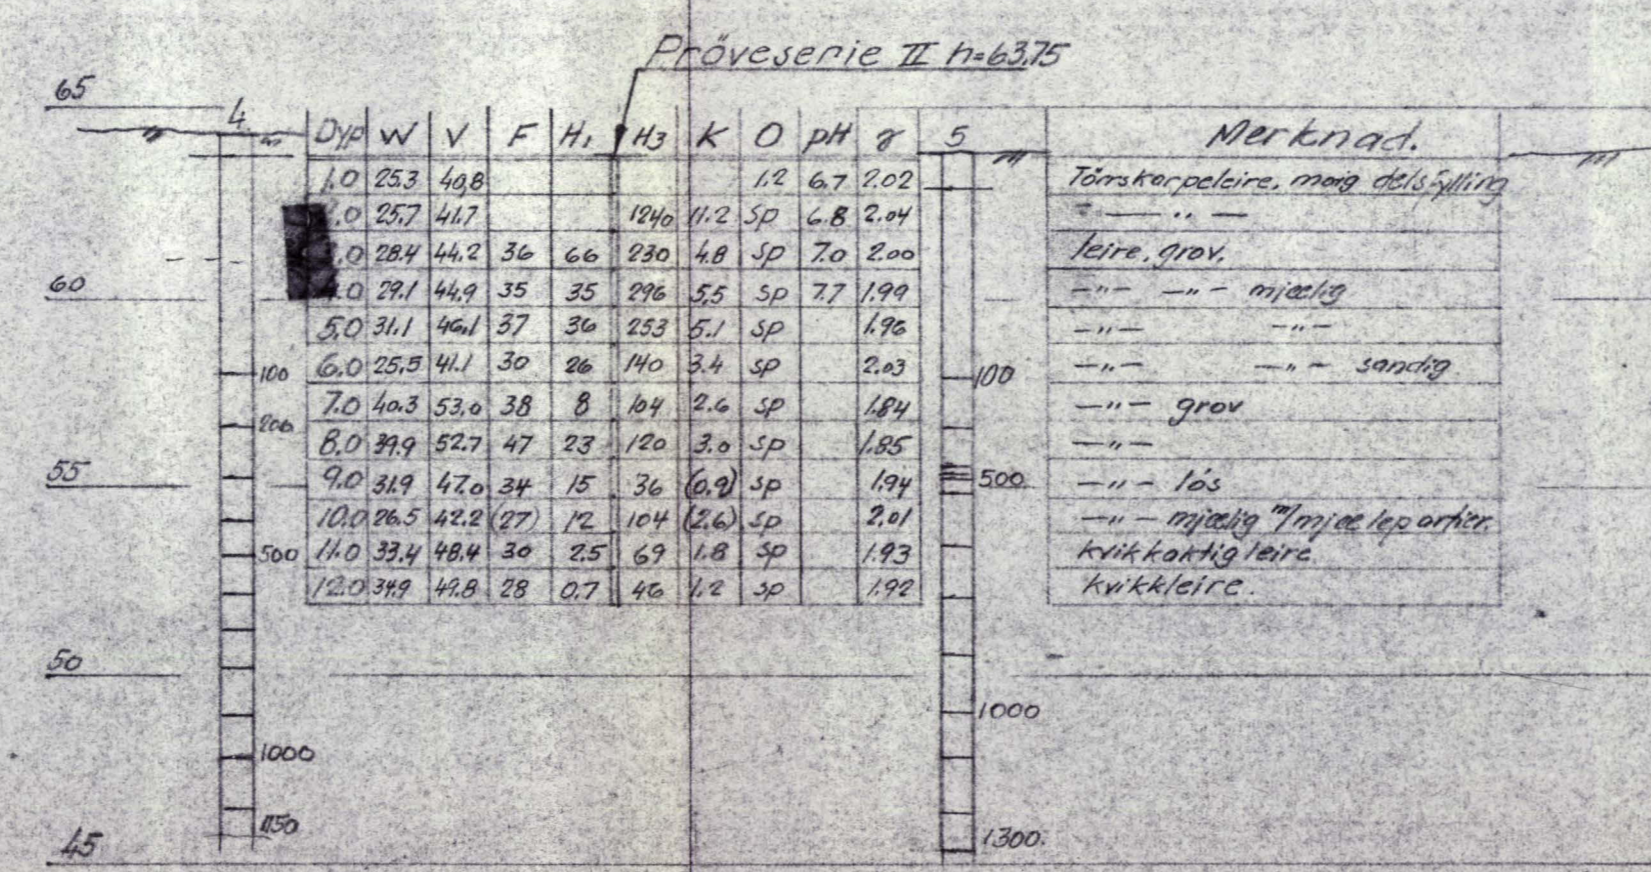 Pröveserie II h=63.75
65
4. Dyp W V F H₁ H₃ K O pH γ 5 Merknad.
1.0 25.3 40.8 1.2 6.7 2.02 Törrskorpeleire,
.0 25.7 41.7 1240 11.2 sp 6.8 2.04 - — " —
.0 28.4 44.2 36 66 230 4.8 sp 7.0 2.00 leire, grov.
60
.0 29.1 44.9 35 35 296 5.5 sp 7.7 1.99 — " — — " — mjælig
5.0 31.1 46.1 37 36 253 5.1 sp 1.96 — " — — " —
6.0 25.5 41.1 30 26 140 3.4 sp 2.03 — " — — " — sandig
100 100
7.0 40.3 53.0 38 8 104 2.6 sp 1.84 — " — grov
200
8.0 39.9 52.7 47 23 120 3.0 sp 1.85 — " —
55
9.0 31.9 47.0 34 15 36 (0.9) sp 1.94 500 — " — lös
10.0 26.5 42.2 (27) 12 104 (2.6) sp 2.01 — " — mjælig m/mjælepartier.
500 11.0 33.4 48.4 30 2.5 69 1.8 sp 1.93 kvikkaktig leire
12.0 34.9 49.8 28 0.7 46 1.2 sp 1.92 kvikkleire.
50
1000
1000
1150
1300.
45